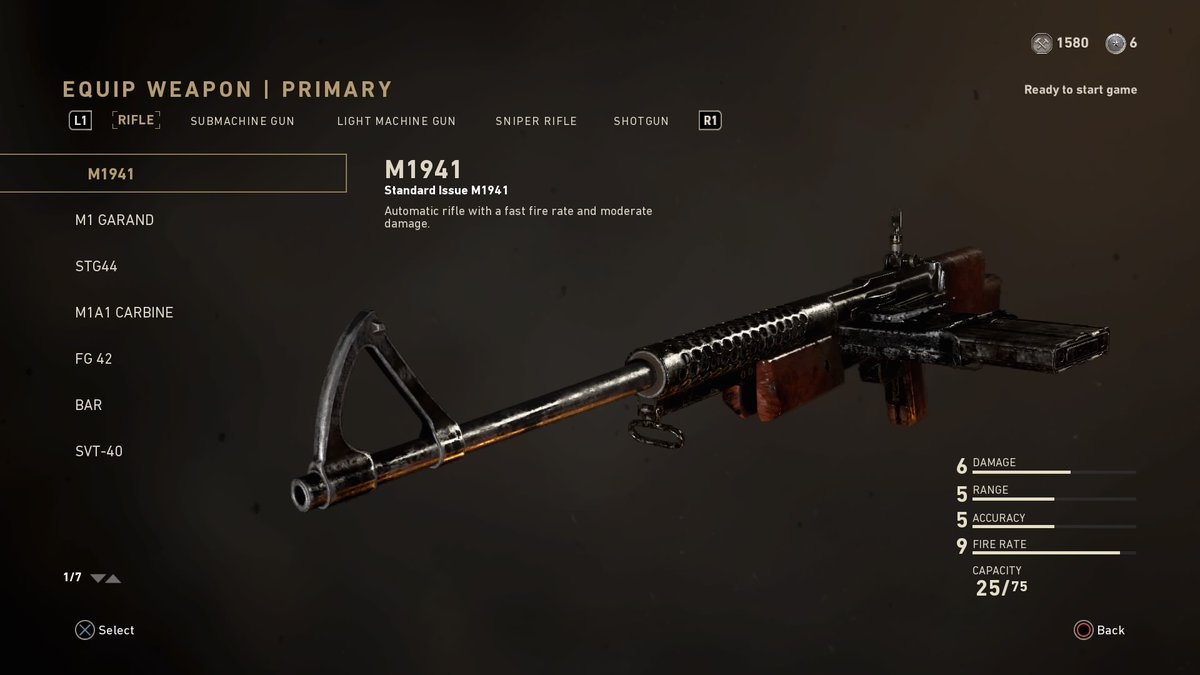 1580 6
EQUIP WEAPON | PRIMARY
Ready to start game
L1 RIFLE SUBMACHINE GUN LIGHT MACHINE GUN SNIPER RIFLE SHOTGUN R1
M1941
M1 GARAND
STG44
M1A1 CARBINE
FG 42
BAR
SVT-40
1/7
M1941
Standard Issue M1941
Automatic rifle with a fast fire rate and moderate
damage.
6 DAMAGE
5 RANGE
5 ACCURACY
9 FIRE RATE
CAPACITY
25/75
Select
Back